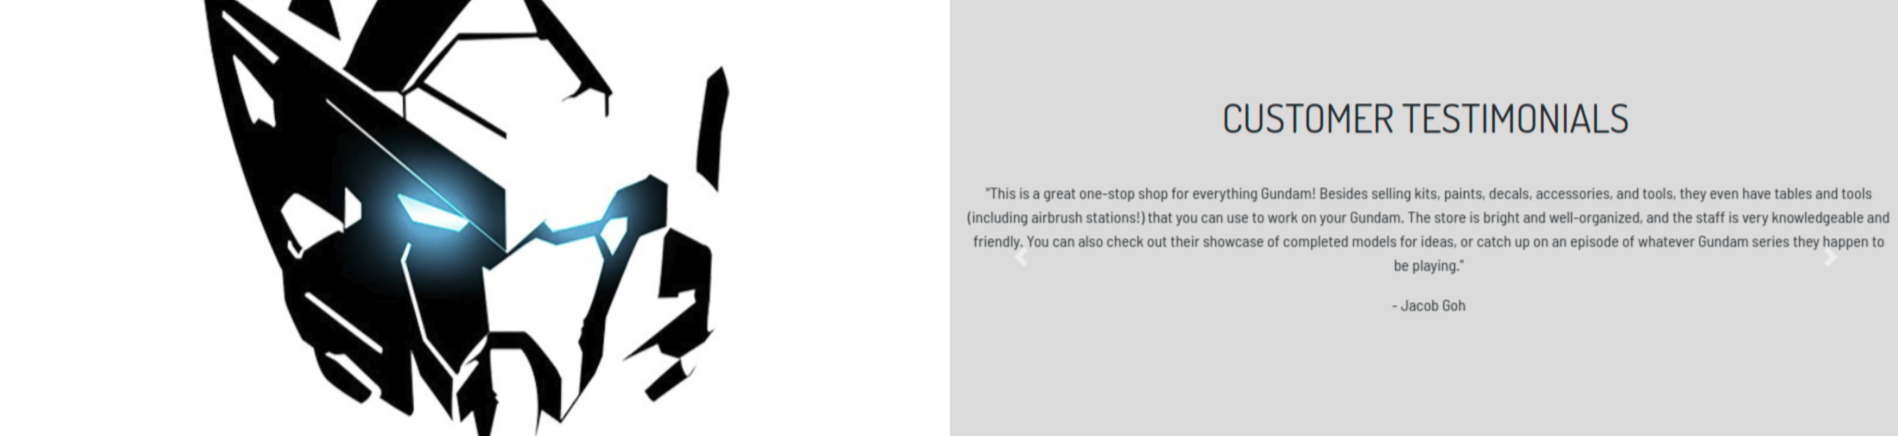 CUSTOMER TESTIMONIALS
"This is a great one-stop shop for everything Gundam! Besides selling kits, paints, decals, accessories, and tools, they even have tables and tools
(including airbrush stations!) that you can use to work on your Gundam. The store is bright and well-organized, and the staff is very knowledgeable and
friendly. You can also check out their showcase of completed models for ideas, or catch up on an episode of whatever Gundam series they happen to
be playing."
- Jacob Goh